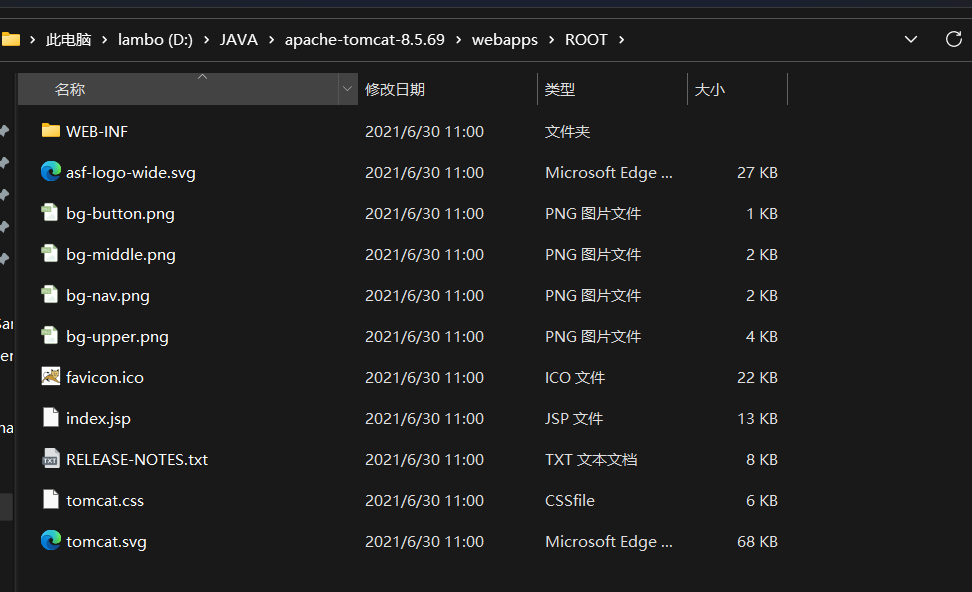 此电脑 lambo (D:) JAVA apache-tomcat-8.5.69 webapps ROOT
名称 修改日期 类型 大小
WEB-INF 2021/6/30 11:00 文件夹
asf-logo-wide.svg 2021/6/30 11:00 Microsoft Edge ... 27 KB
bg-button.png 2021/6/30 11:00 PNG 图片文件 1 KB
bg-middle.png 2021/6/30 11:00 PNG 图片文件 2 KB
bg-nav.png 2021/6/30 11:00 PNG 图片文件 2 KB
bg-upper.png 2021/6/30 11:00 PNG 图片文件 4 KB
favicon.ico 2021/6/30 11:00 ICO 文件 22 KB
index.jsp 2021/6/30 11:00 JSP 文件 13 KB
RELEASE-NOTES.txt 2021/6/30 11:00 TXT 文本文档 8 KB
tomcat.css 2021/6/30 11:00 CSSfile 6 KB
tomcat.svg 2021/6/30 11:00 Microsoft Edge ... 68 KB